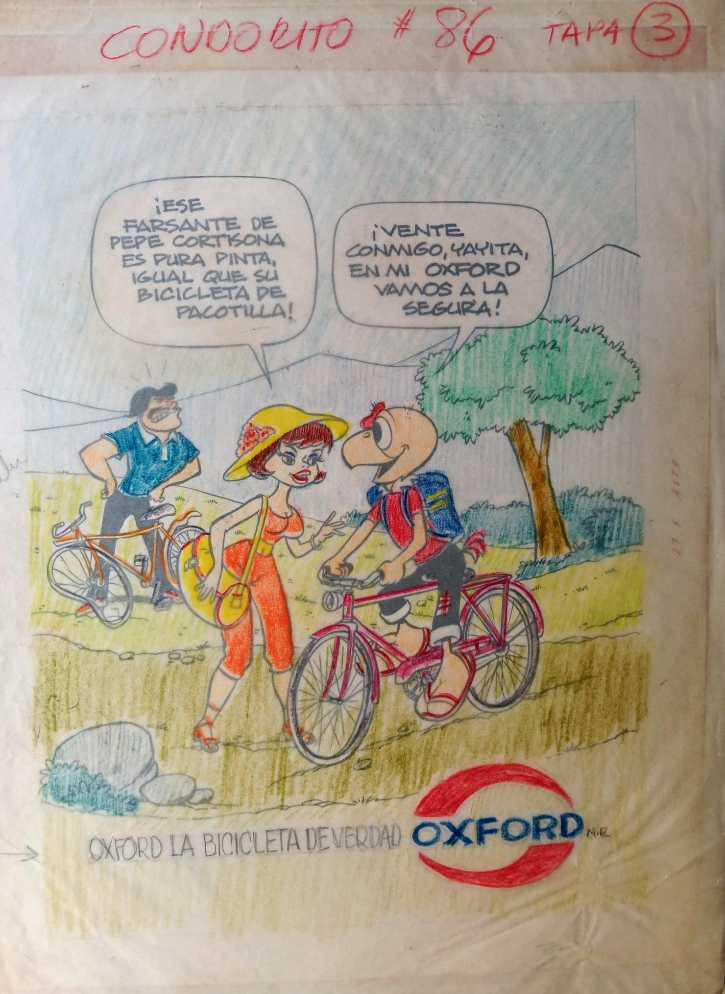 CONDORITO # 86 TAPA 3
¡ESE
FARSANTE DE
PEPE CORTISONA
ES PURA PINTA,
IGUAL QUE SU
BICICLETA DE
PACOTILLA!
¡VENTE
CONMIGO, YAYITA,
EN MI OXFORD
VAMOS A LA
SEGURA!
OXFORD LA BICICLETA DE VERDAD
OXFORD M.R.